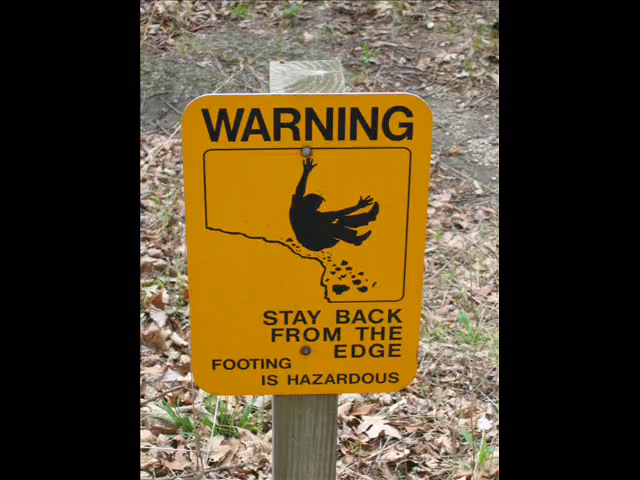 WARNING
STAY BACK
FROM THE
EDGE
FOOTING
IS HAZARDOUS